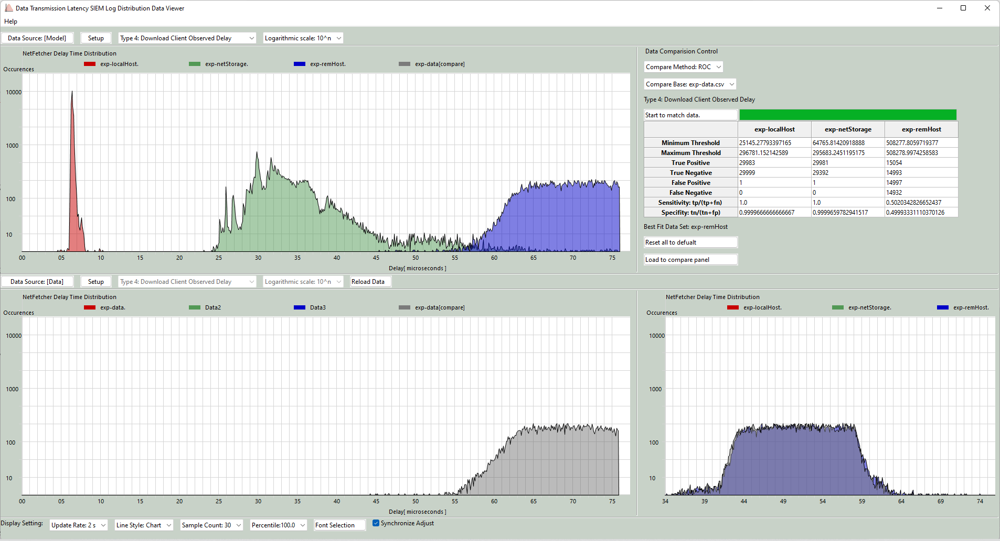 Data Transmission Latency SIEM Log Distribution Data Viewer
Help
Data Source: [Model] Setup Type 4: Download Client Observed Delay Logarithmic scale: 10^n
NetFetcher Delay Time Distribution
exp-localHost. exp-netStorage. exp-remHost. exp-data[compare]
Occurences
10000
1000
100
10
00 05 10 15 20 25 30 35 40 45 50 55 60 65 70 75
Delay[ microseconds ]
Data Comparision Control
Compare Method: ROC
Compare Base: exp-data.csv
Type 4: Download Client Observed Delay
Start to match data.
exp-localHost exp-netStorage exp-remHost
Minimum Threshold 25145.27793397165 64765.81420918888 508277.8059719377
Maximum Threshold 296781.152142589 295683.2451195175 508278.9974258583
True Positive 29983 29981 15054
True Negative 29999 29392 14993
False Positive 1 1 14997
False Negative 0 0 14932
Sensitivity: tp/(tp+fn) 1.0 1.0 0.5020342826652437
Specifity: tn/(tn+fp) 0.9999666666666667 0.9999659782941517 0.49993331110370126
Best Fit Data Set: exp-remHost
Reset all to defualt
Load to compare panel
Data Source: [Data] Setup Type 4: Download Client Observed Delay Logarithmic scale: 10^n Reload Data
NetFetcher Delay Time Distribution
exp-data. Data2 Data3 exp-data[compare]
Occurences
10000
1000
100
10
00 05 10 15 20 25 30 35 40 45 50 55 60 65 70 75
Delay[ microseconds ]
NetFetcher Delay Time Distribution
exp-localHost. exp-netStorage. exp-remHost.
Occurences
10000
1000
100
10
34 39 44 49 54 59 64 69 74
Display Setting: Update Rate: 2 s Line Style: Chart Sample Count: 30 Percentile:100.0 Font Selection Synchronize Adjust